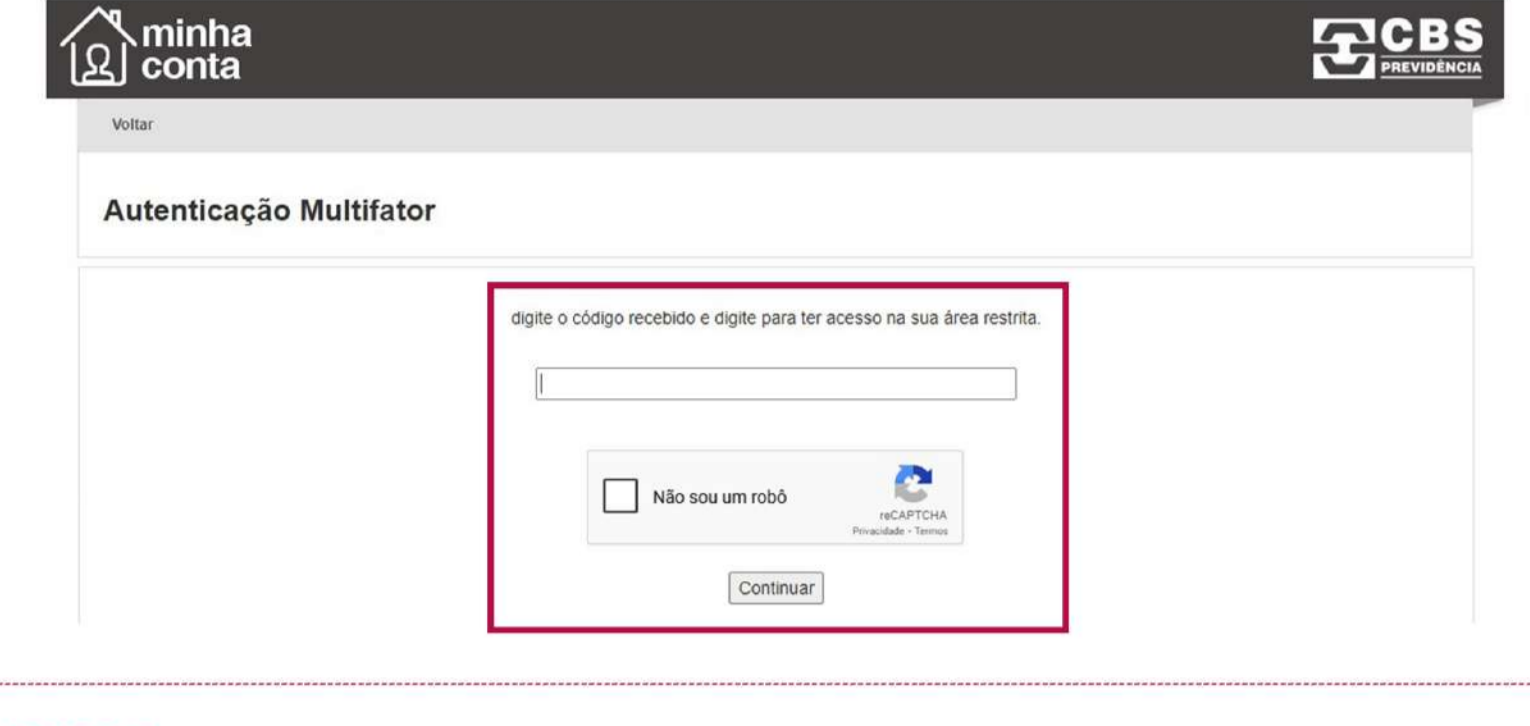 minha
conta
CBS
PREVIDÊNCIA
Voltar
Autenticação Multifator
digite o código recebido e digite para ter acesso na sua área restrita.
Não sou um robô
reCAPTCHA
Privacidade - Termos
Continuar